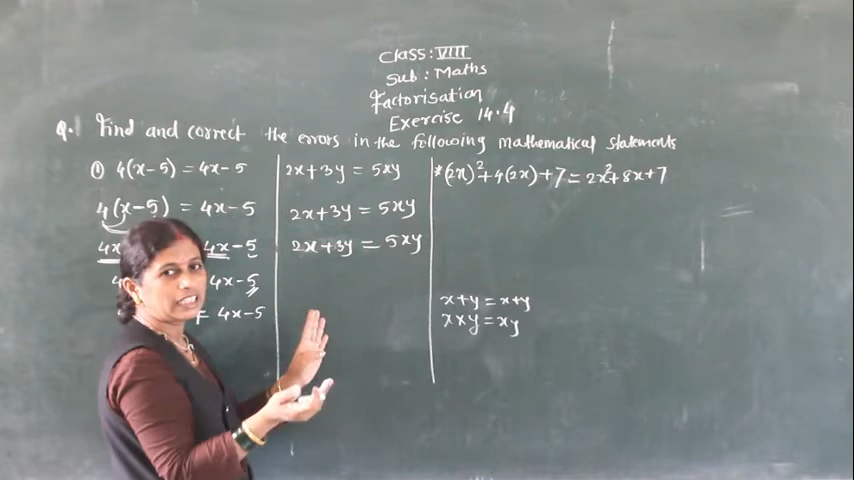 Class: VIII
Sub: Maths
Factorisation
Exercise 14.4
Q. Find and correct the errors in the following mathematical statements
① 4(x-5) = 4x-5
4(x-5) = 4x-5
4x 4x-5
4 4x-5
= 4x-5
2x+3y = 5xy
2x+3y = 5xy
2x+3y = 5xy
*(2x)²+4(2x)+7 = 2x²+8x+7
x+y = x+y
x×y = xy